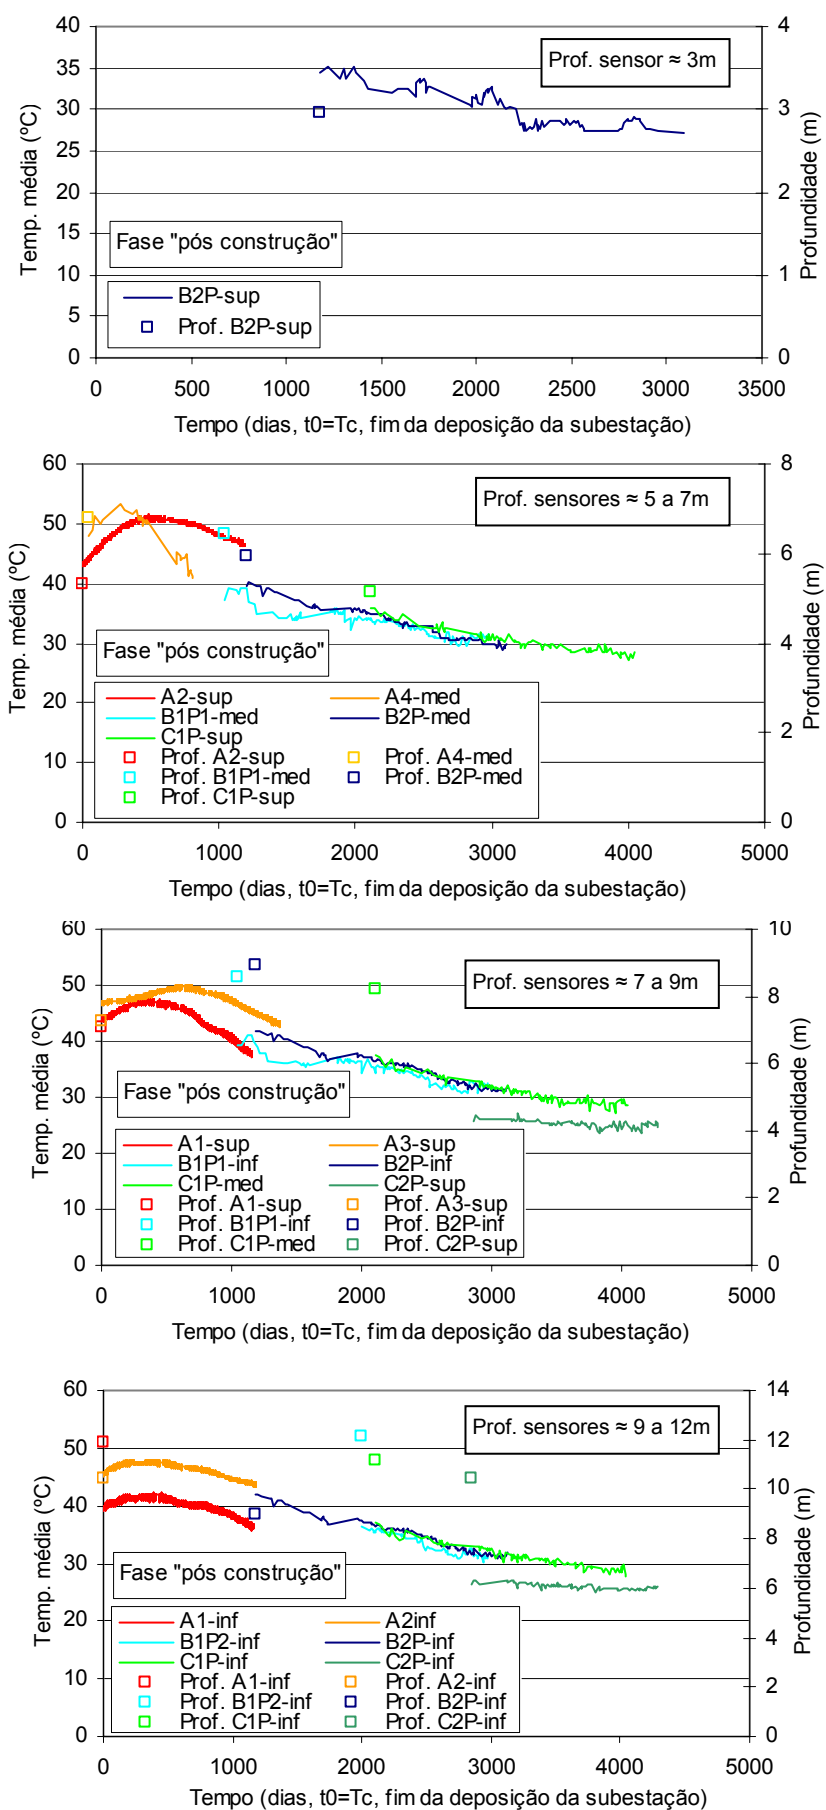 40
35
30
25
20
15
10
5
0
Temp. média (ºC)
4
3
2
1
0
Profundidade (m)
Prof. sensor ≈ 3m
Fase "pós construção"
B2P-sup
Prof. B2P-sup
0 500 1000 1500 2000 2500 3000 3500
Tempo (dias, t0=Tc, fim da deposição da subestação)
60
50
40
30
20
10
0
Temp. média (ºC)
8
6
4
2
0
Profundidade (m)
Prof. sensores ≈ 5 a 7m
Fase "pós construção"
A2-sup A4-med
B1P1-med B2P-med
C1P-sup
Prof. A2-sup Prof. A4-med
Prof. B1P1-med Prof. B2P-med
Prof. C1P-sup
0 1000 2000 3000 4000 5000
Tempo (dias, t0=Tc, fim da deposição da subestação)
60
50
40
30
20
10
0
Temp. média (ºC)
10
8
6
4
2
0
Profundidade (m)
Prof. sensores ≈ 7 a 9m
Fase "pós construção"
A1-sup A3-sup
B1P1-inf B2P-inf
C1P-med C2P-sup
Prof. A1-sup Prof. A3-sup
Prof. B1P1-inf Prof. B2P-inf
Prof. C1P-med Prof. C2P-sup
0 1000 2000 3000 4000 5000
Tempo (dias, t0=Tc, fim da deposição da subestação)
60
50
40
30
20
10
0
Temp. média (ºC)
14
12
10
8
6
4
2
0
Profundidade (m)
Prof. sensores ≈ 9 a 12m
Fase "pós construção"
A1-inf A2inf
B1P2-inf B2P-inf
C1P-inf C2P-inf
Prof. A1-inf Prof. A2-inf
Prof. B1P2-inf Prof. B2P-inf
Prof. C1P-inf Prof. C2P-inf
0 1000 2000 3000 4000 5000
Tempo (dias, t0=Tc, fim da deposição da subestação)